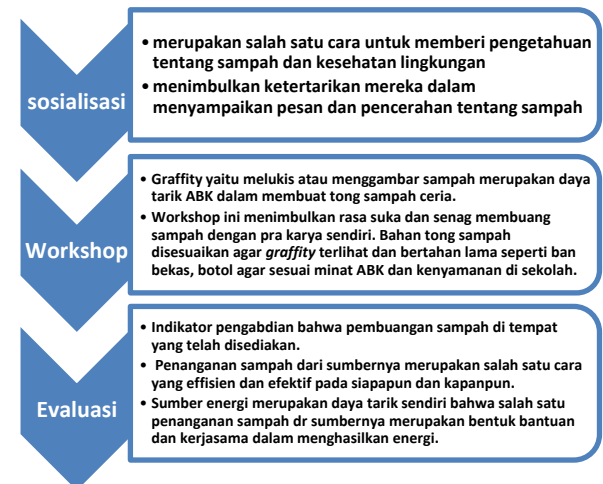 sosialisasi
• merupakan salah satu cara untuk memberi pengetahuan
tentang sampah dan kesehatan lingkungan
• menimbulkan ketertarikan mereka dalam
menyampaikan pesan dan pencerahan tentang sampah
Workshop
• Graffity yaitu melukis atau menggambar sampah merupakan daya
tarik ABK dalam membuat tong sampah ceria.
• Workshop ini menimbulkan rasa suka dan senag membuang
sampah dengan pra karya sendiri. Bahan tong sampah
disesuaikan agar graffity terlihat dan bertahan lama seperti ban
bekas, botol agar sesuai minat ABK dan kenyamanan di sekolah.
Evaluasi
• Indikator pengabdian bahwa pembuangan sampah di tempat
yang telah disediakan.
• Penanganan sampah dari sumbernya merupakan salah satu cara
yang effisien dan efektif pada siapapun dan kapanpun.
• Sumber energi merupakan daya tarik sendiri bahwa salah satu
penanganan sampah dr sumbernya merupakan bentuk bantuan
dan kerjasama dalam menghasilkan energi.